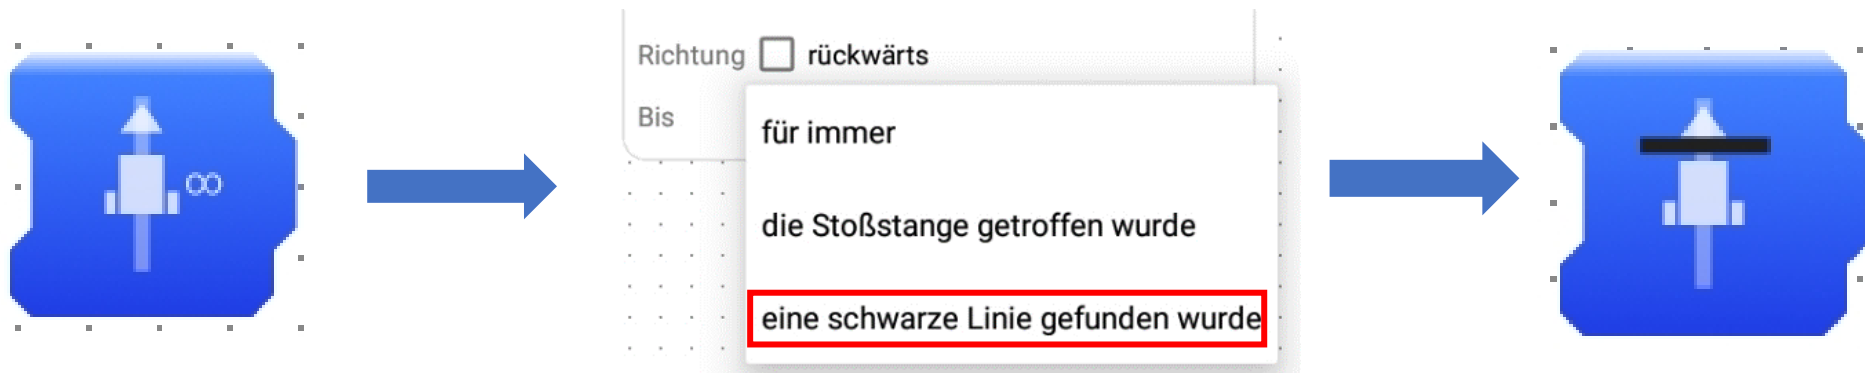 ∞
Richtung rückwärts
Bis
für immer
die Stoßstange getroffen wurde
eine schwarze Linie gefunden wurde